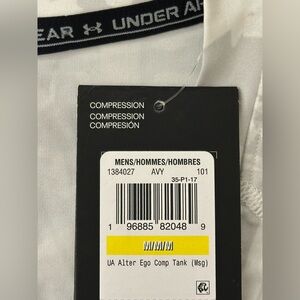 EAR UNDER AR
COMPRESSION
COMPRESSION
COMPRESIÓN
MENS/HOMMES/HOMBRES
1384027 AVY 101
35-P1-17
1 96885 82048 9
M/M/M
UA Alter Ego Comp Tank (Wsg)